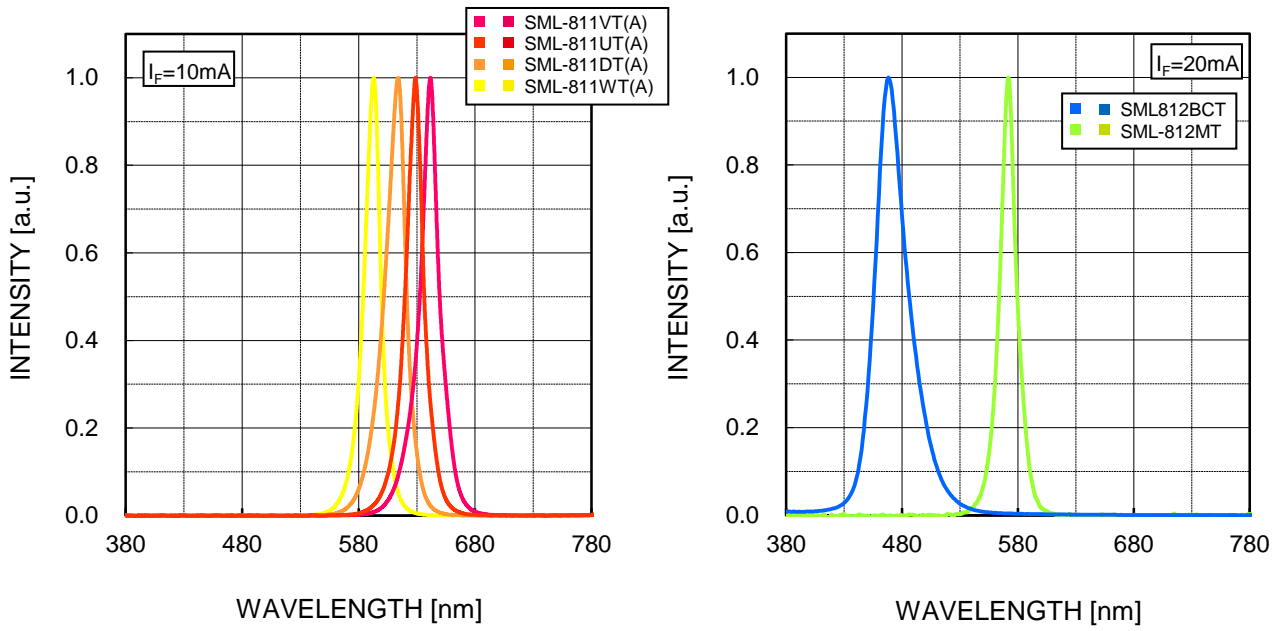 SML-811VT(A)
SML-811UT(A)
SML-811DT(A)
SML-811WT(A)
IF=10mA
INTENSITY [a.u.]
1.0
0.8
0.6
0.4
0.2
0.0
380 480 580 680 780
WAVELENGTH [nm]
IF=20mA
SML812BCT
SML-812MT
INTENSITY [a.u.]
1.0
0.8
0.6
0.4
0.2
0.0
380 480 580 680 780
WAVELENGTH [nm]